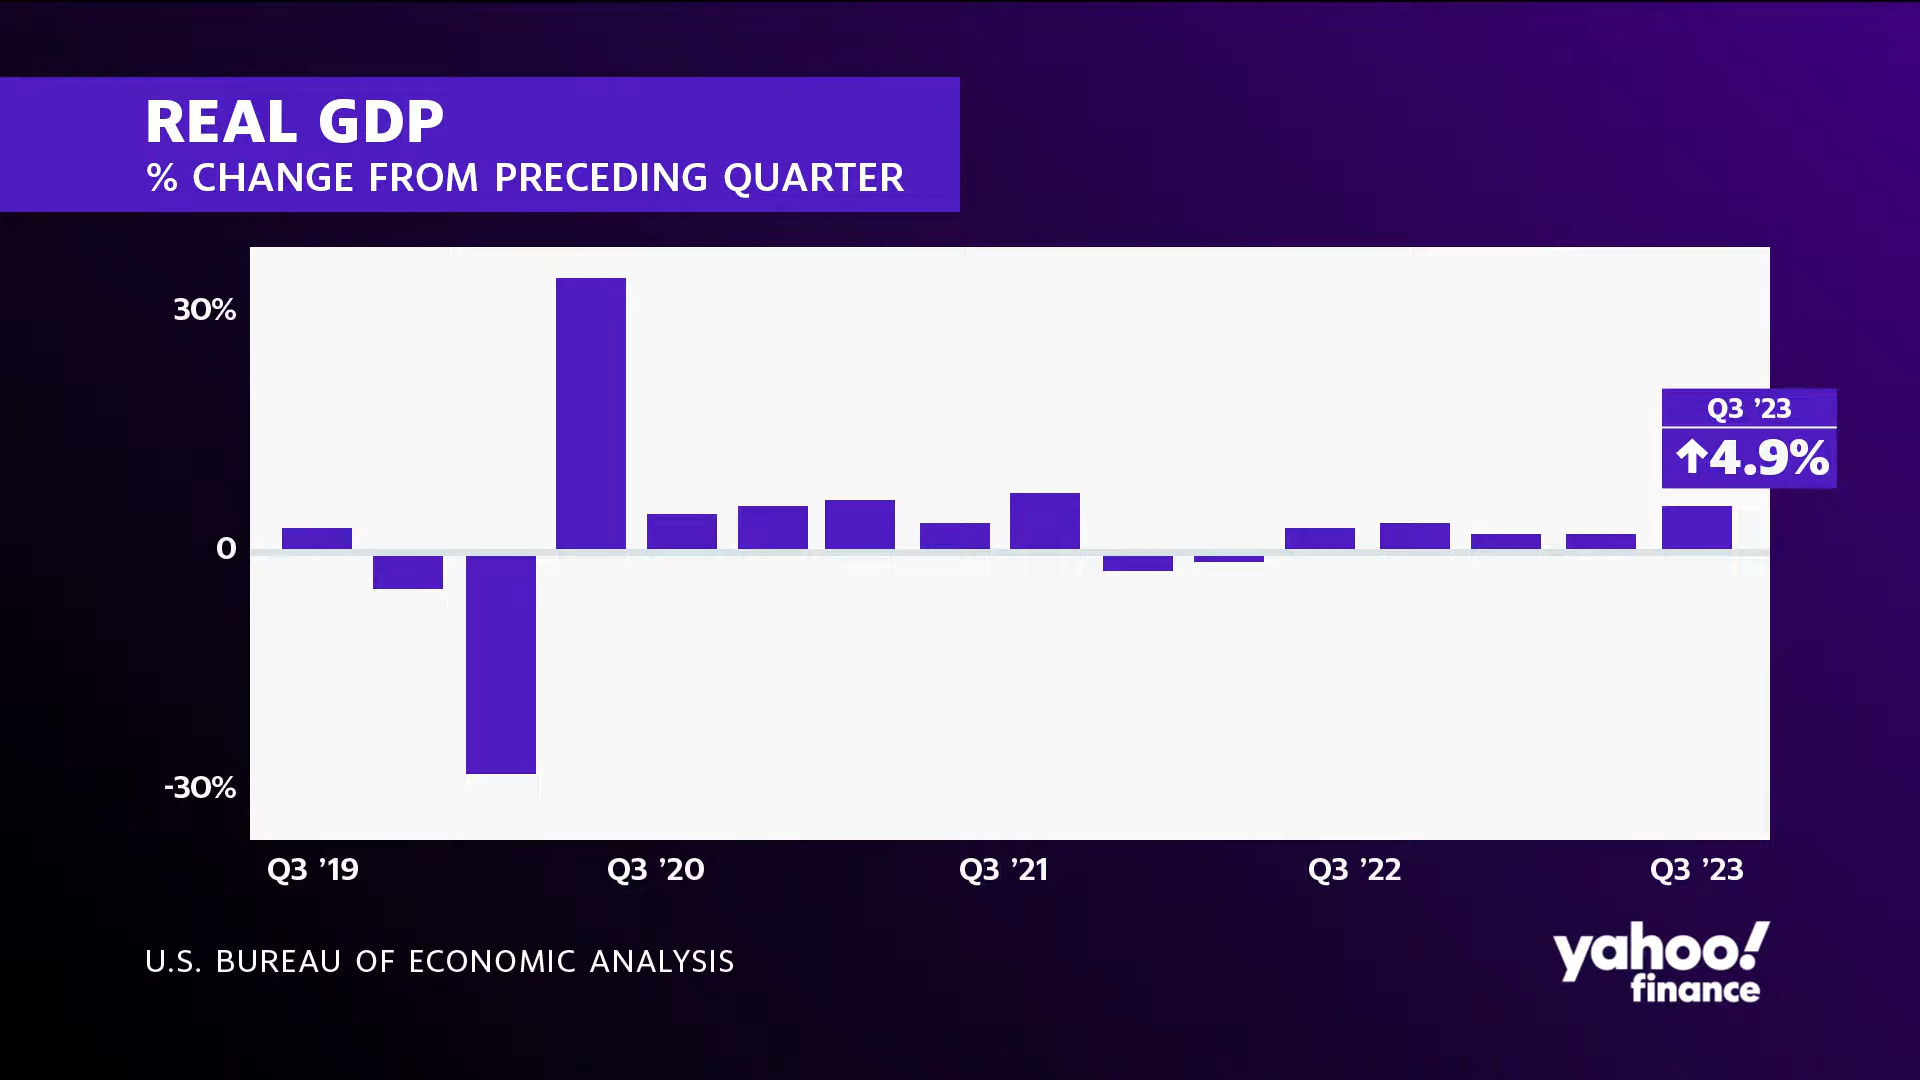 REAL GDP
% CHANGE FROM PRECEDING QUARTER
30%
Q3 ’23
↑4.9%
0
-30%
Q3 ’19 Q3 ’20 Q3 ’21 Q3 ’22 Q3 ’23
U.S. BUREAU OF ECONOMIC ANALYSIS
yahoo!
finance